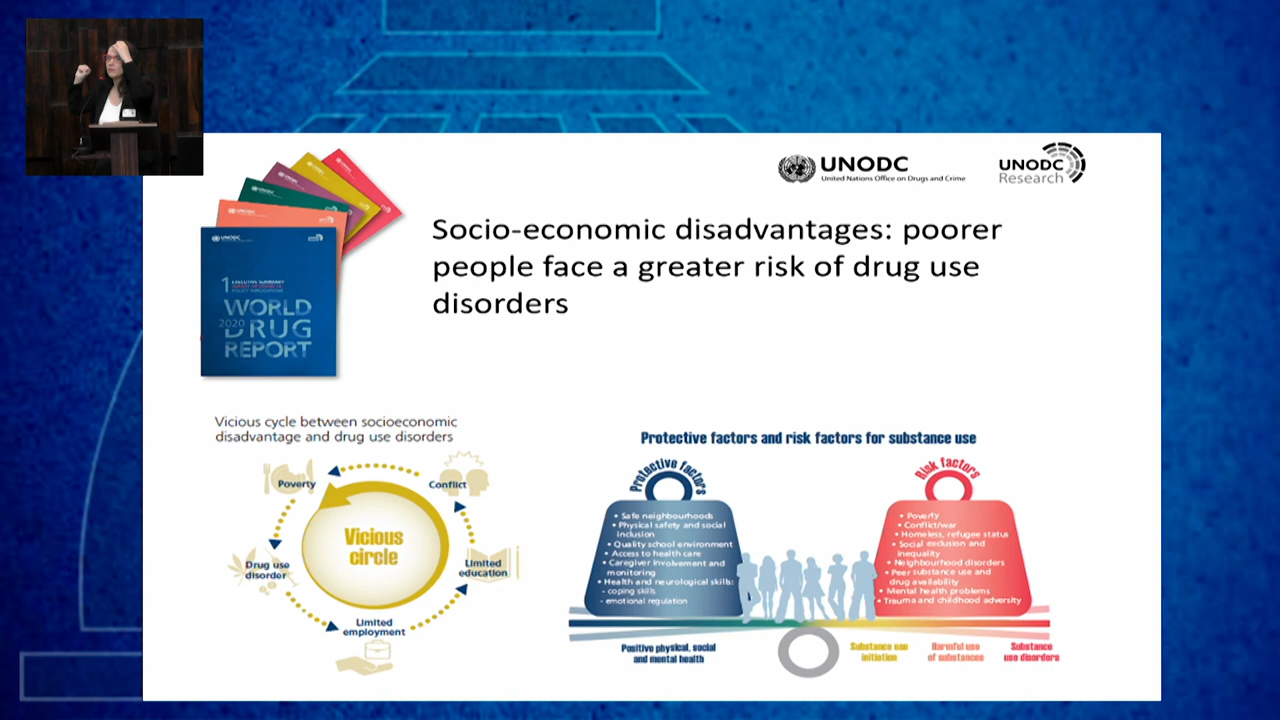 UNODC
United Nations Office on Drugs and Crime
UNODC
Research
UNODC
1
EXECUTIVE SUMMARY
POLICY IMPLICATIONS
WORLD
2020
DRUG
REPORT
Socio-economic disadvantages: poorer
people face a greater risk of drug use
disorders
Vicious cycle between socioeconomic
disadvantage and drug use disorders
Poverty
Conflict
Vicious
circle
Drug use
disorder
Limited
education
Limited
employment
Protective factors and risk factors for substance use
Protective factors
• Safe neighbourhoods
• Physical safety and social
inclusion
• Quality school environment
• Access to health care
• Caregiver involvement and
monitoring
• Health and neurological skills:
- coping skills
- emotional regulation
Risk factors
• Poverty
• Conflict/war
• Homeless, refugee status
• Social exclusion and
inequality
• Neighbourhood disorders
• Peer substance use and
drug availability
• Mental health problems
• Trauma and childhood adversity
Positive physical, social
and mental health
Substance use
initiation
Harmful use
of substances
Substance
use disorders